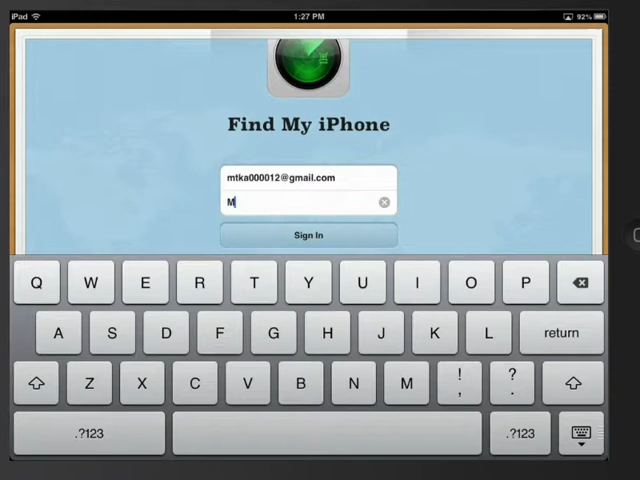 iPad 1:27 PM 92%
Find My iPhone
mtka000012@gmail.com
M
Sign In
Q W E R T Y U I O P
A S D F G H J K L return
Z X C V B N M ! , ? .
.?123 .?123